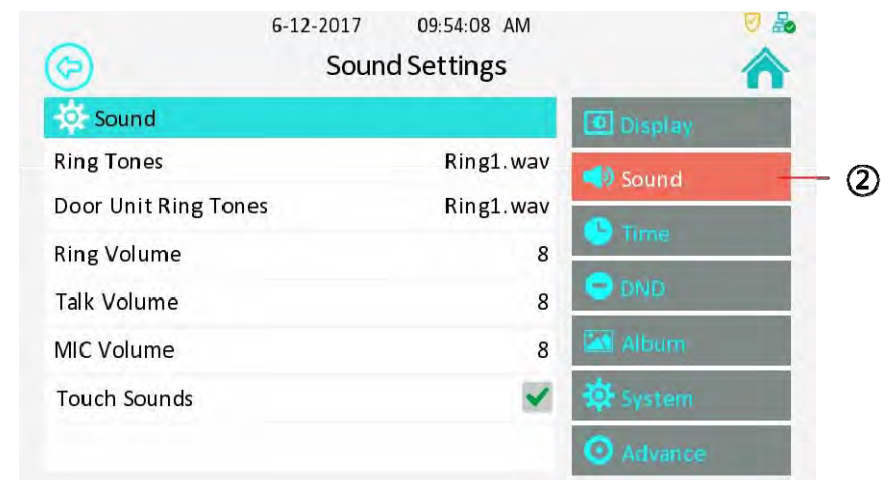 6-12-2017 09:54:08 AM
Sound Settings
Sound
Ring Tones Ring1.wav
Door Unit Ring Tones Ring1.wav
Ring Volume 8
Talk Volume 8
MIC Volume 8
Touch Sounds
Display
Sound
②
Time
DND
Album
System
Advance